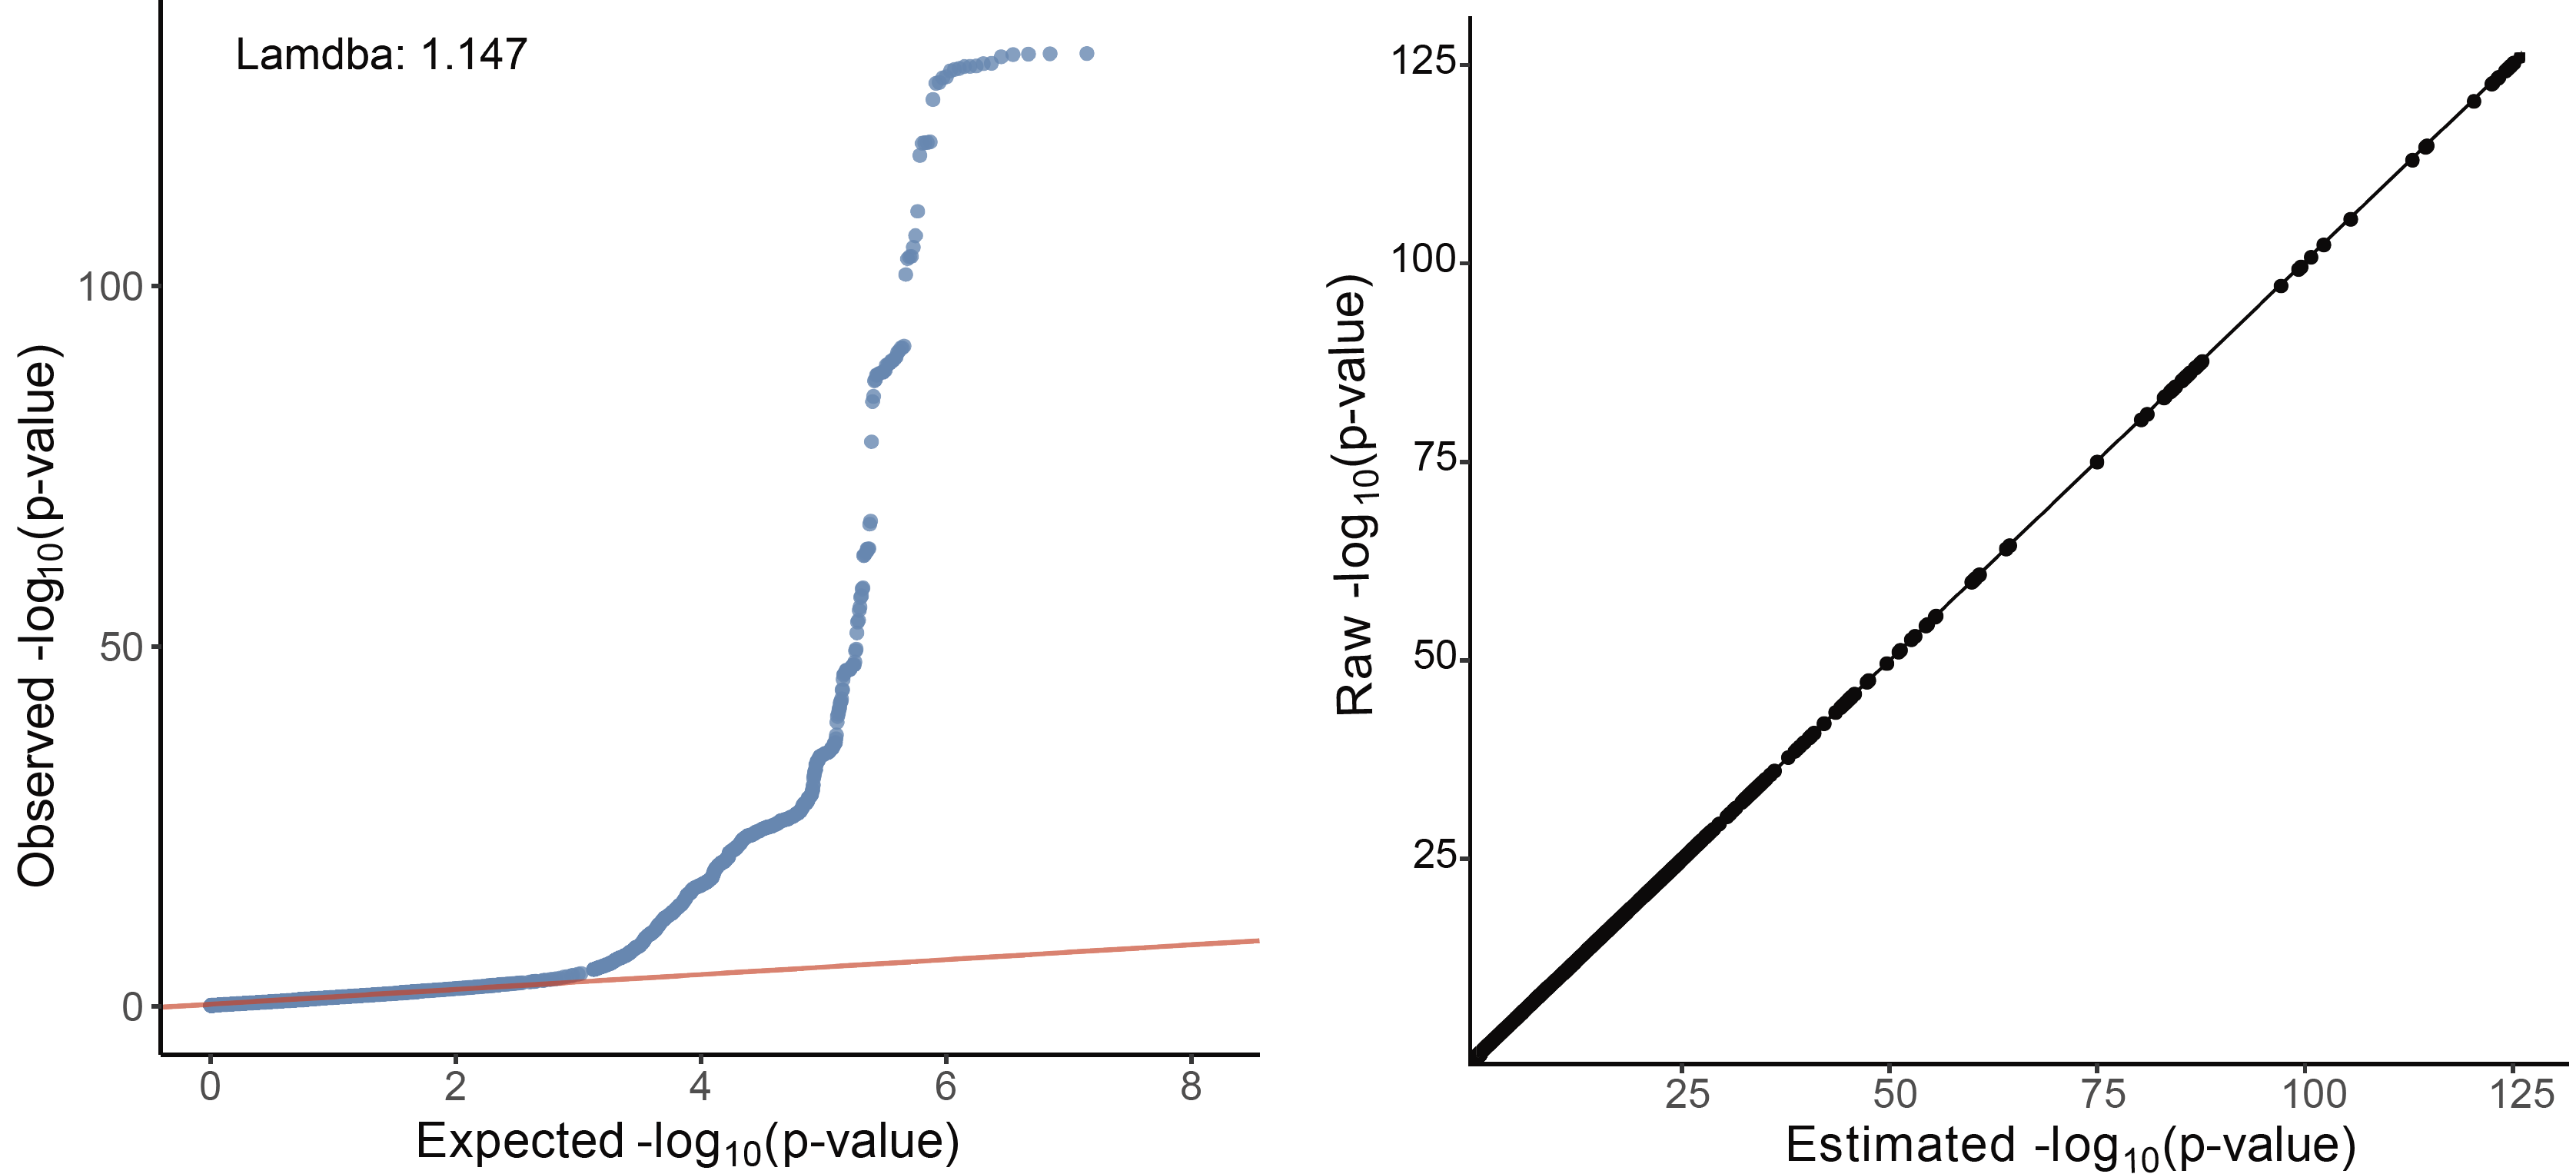 Lamdba: 1.147
100
50
0
Observed -log10(p-value)
0 2 4 6 8
Expected -log10(p-value)
125
100
75
50
25
Raw -log10(p-value)
25 50 75 100 125
Estimated -log10(p-value)